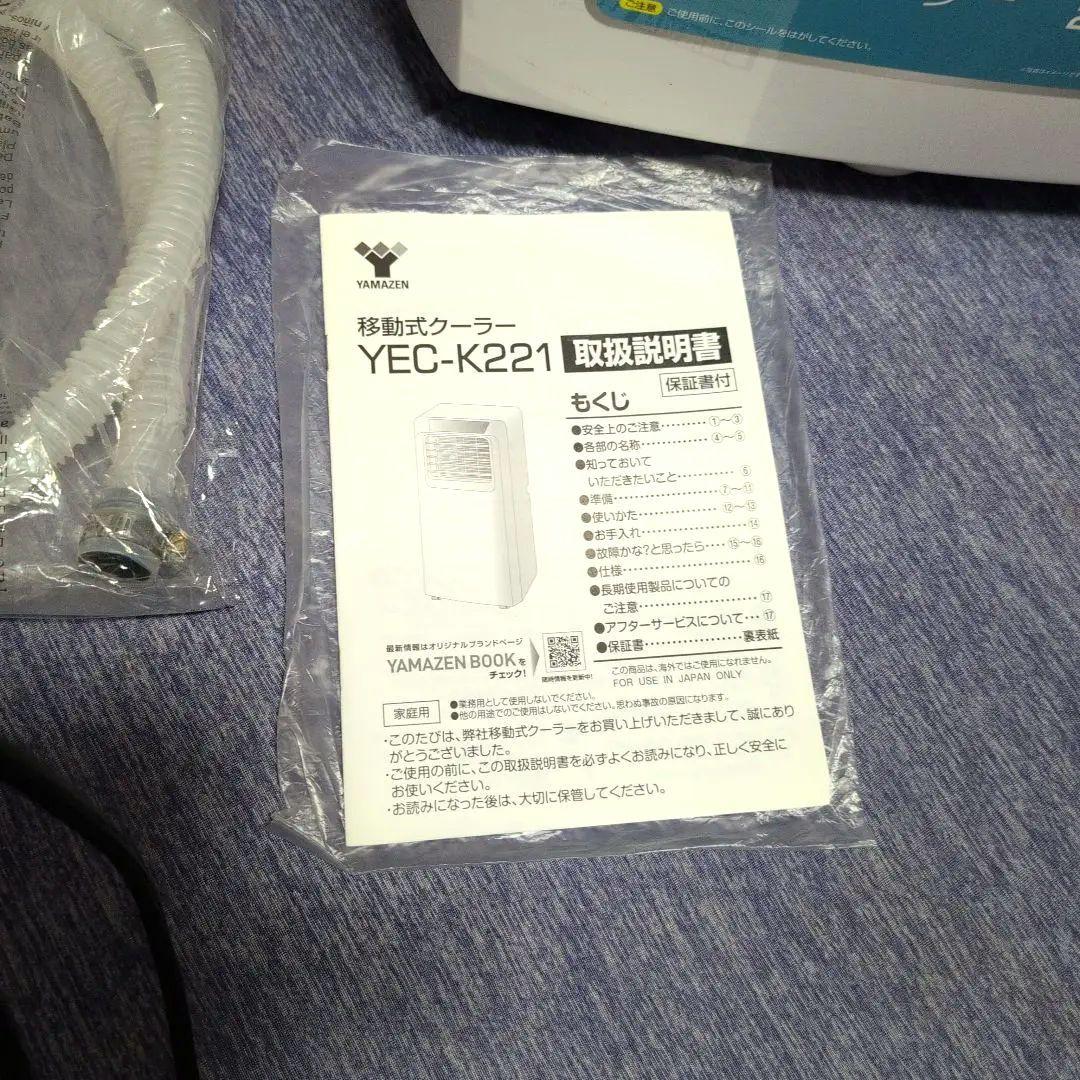 ご注意 ご使用前に、このシールをはがしてください。
YAMAZEN
移動式クーラー
YEC-K221 取扱説明書
保証書付
もくじ
●安全上のご注意………①～③
●各部の名称…………④～⑤
●知っておいて
いただきたいこと…………⑥
●準備………………⑦～⑪
●使いかた……………⑫～⑬
●お手入れ………………⑭
●故障かな?と思ったら……⑮～⑯
●仕様…………………⑯
●長期使用製品についての
ご注意…………………⑰
●アフターサービスについて…⑰
●保証書………………裏表紙
最新情報はオリジナルブランドページ
YAMAZEN BOOKを
チェック!
随時情報を更新中!
この商品は、海外ではご使用になれません。
FOR USE IN JAPAN ONLY
家庭用
●業務用として使用しないでください。
●他の用途でのご使用はしないでください。思わぬ事故の原因になります。
・このたびは、弊社移動式クーラーをお買い上げいただきまして、誠にあり
がとうございました。
・ご使用の前に、この取扱説明書を必ずよくお読みになり、正しく安全に
お使いください。
・お読みになった後は、大切に保管してください。